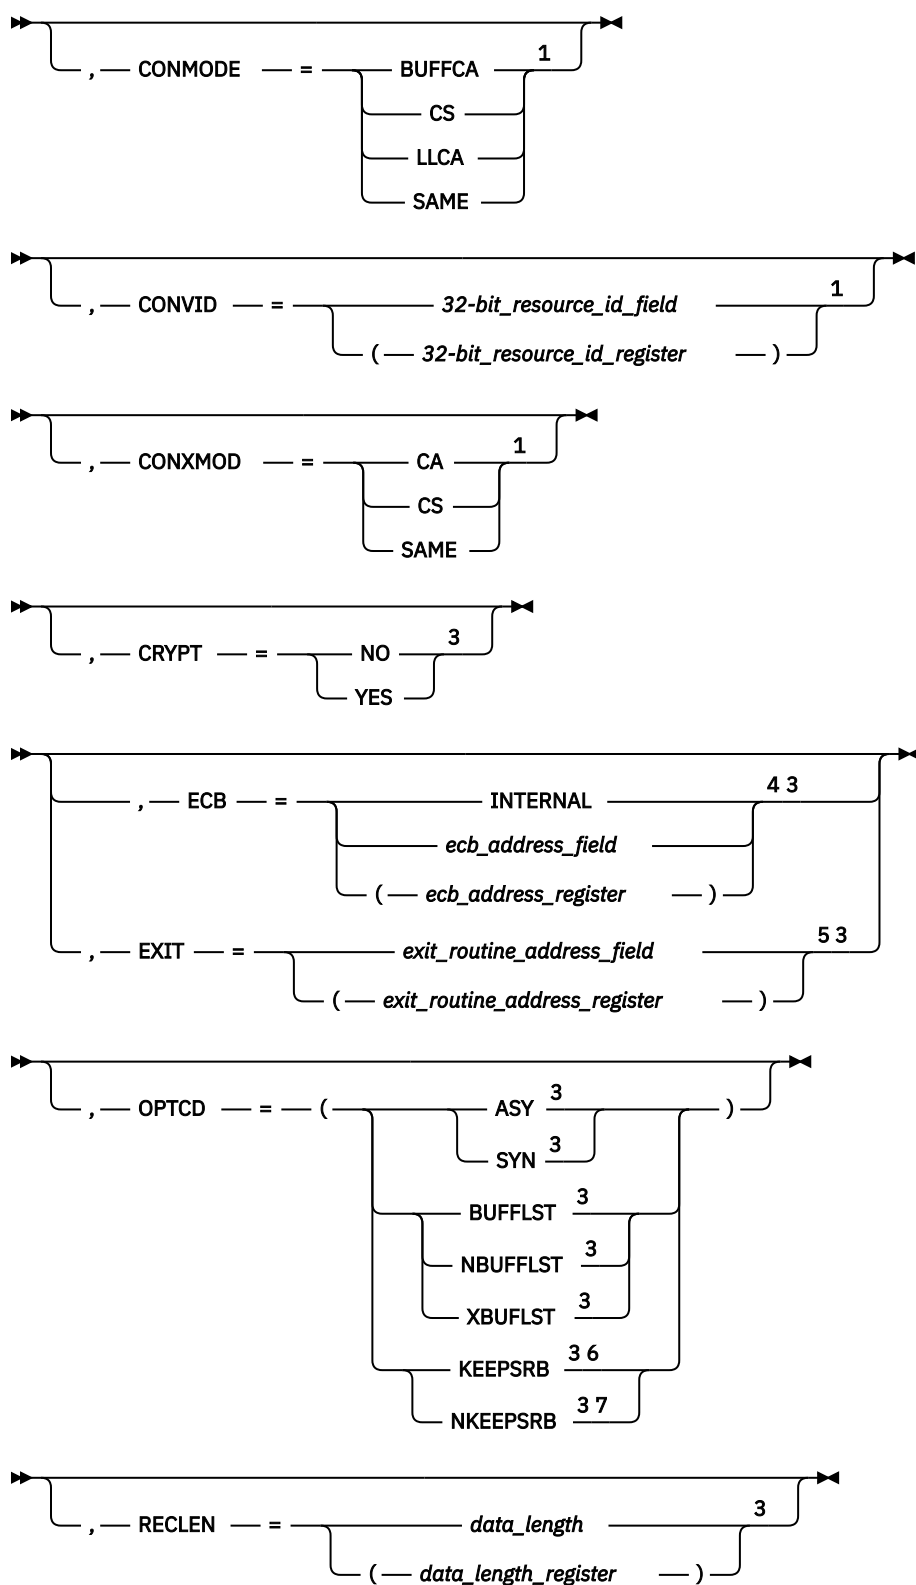 , CONMODE = BUFFCA 1
CS
LLCA
SAME
, CONVID = 32-bit_resource_id_field 1
( 32-bit_resource_id_register )
, CONXMOD = CA 1
CS
SAME
, CRYPT = NO 3
YES
, ECB = INTERNAL 4 3
ecb_address_field
( ecb_address_register )
, EXIT = exit_routine_address_field 5 3
( exit_routine_address_register )
, OPTCD = ( ASY 3 )
SYN 3
BUFFLST 3
NBUFFLST 3
XBUFLST 3
KEEPSRB 3 6
NKEEPSRB 3 7
, RECLEN = data_length 3
( data_length_register )